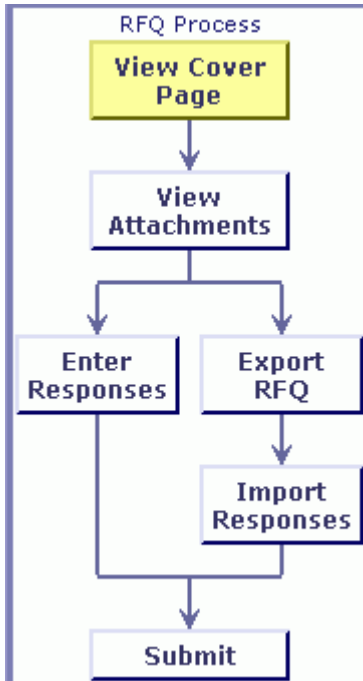 RFQ Process
View Cover
Page
View
Attachments
Enter
Responses
Export
RFQ
Import
Responses
Submit